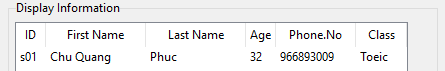 Display Information
ID First Name Last Name Age Phone.No Class
s01 Chu Quang Phuc 32 966893009 Toeic